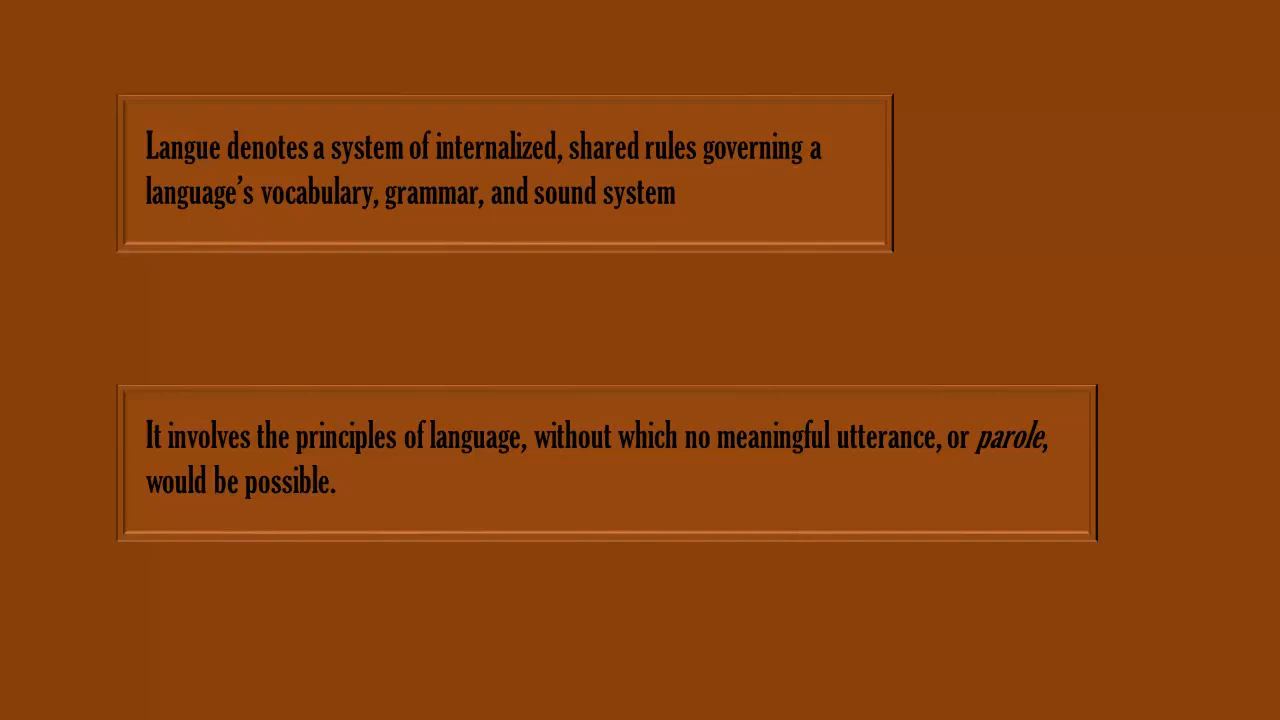 Langue denotes a system of internalized, shared rules governing a
language’s vocabulary, grammar, and sound system
It involves the principles of language, without which no meaningful utterance, or parole,
would be possible.